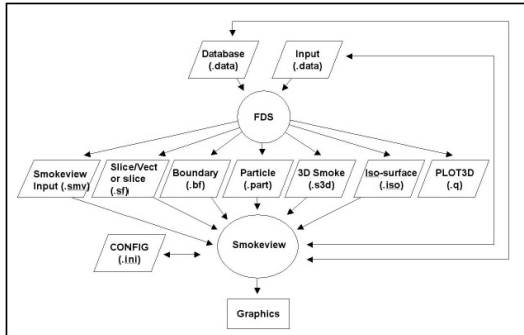 Database
(.data)
Input
(.data)
FDS
Smokeview
Input (.smv)
Slice/Vect
or slice
(.sf)
Boundary
(.bf)
Particle
(.part)
3D Smoke
(.s3d)
Iso-surface
(.iso)
PLOT3D
(.q)
CONFIG
(.ini)
Smokeview
Graphics